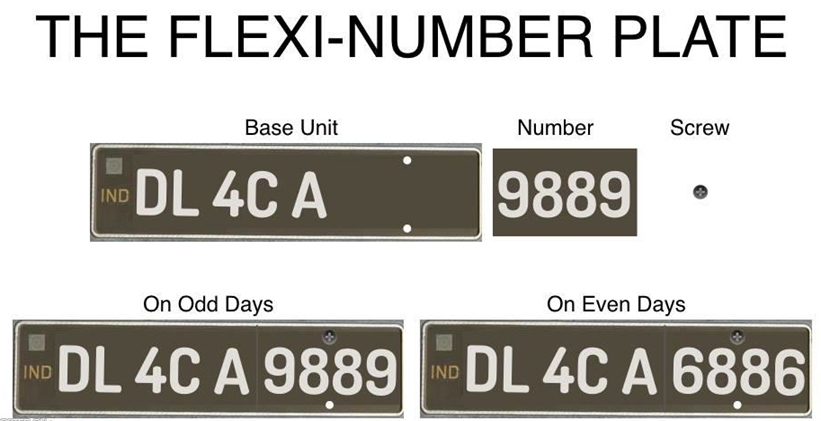 THE FLEXI-NUMBER PLATE
Base Unit
Number
Screw
IND DL 4C A
9889
On Odd Days
On Even Days
IND DL 4C A 9889
IND DL 4C A 6886